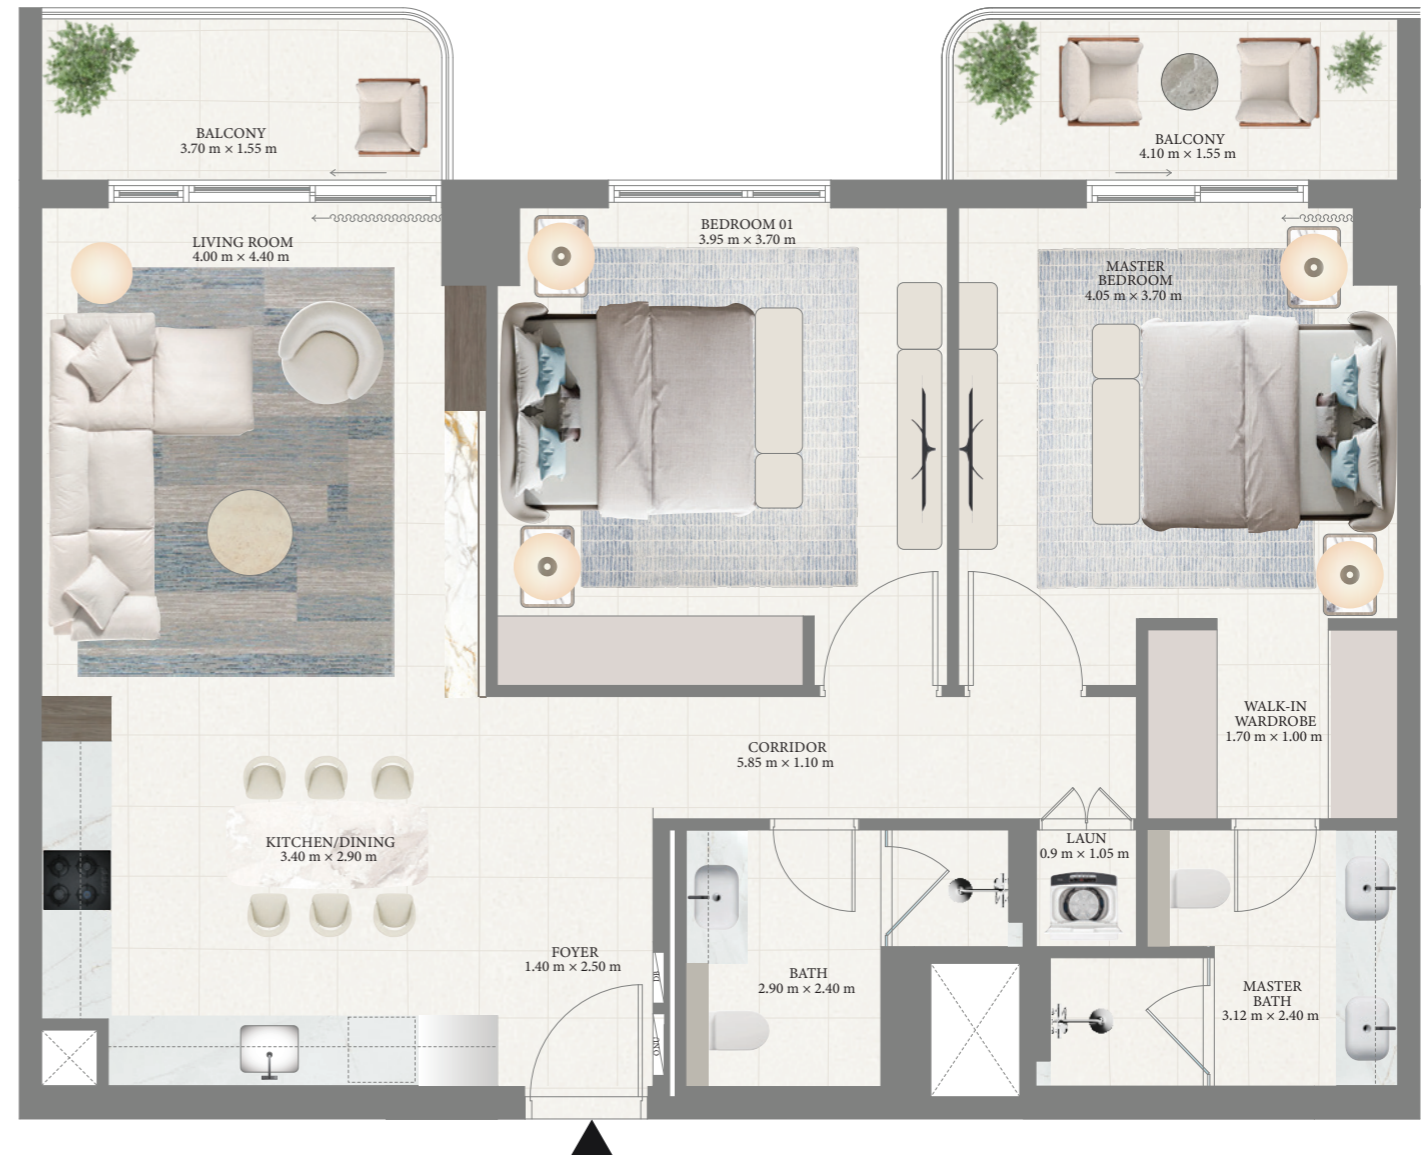 BALCONY
3.70 m × 1.55 m
BALCONY
4.10 m × 1.55 m
LIVING ROOM
4.00 m × 4.40 m
BEDROOM 01
3.95 m × 3.70 m
MASTER
BEDROOM
4.05 m × 3.70 m
WALK-IN
WARDROBE
1.70 m × 1.00 m
CORRIDOR
5.85 m × 1.10 m
KITCHEN/DINING
3.40 m × 2.90 m
LAUN
0.9 m × 1.05 m
FOYER
1.40 m × 2.50 m
BATH
2.90 m × 2.40 m
MASTER
BATH
3.12 m × 2.40 m